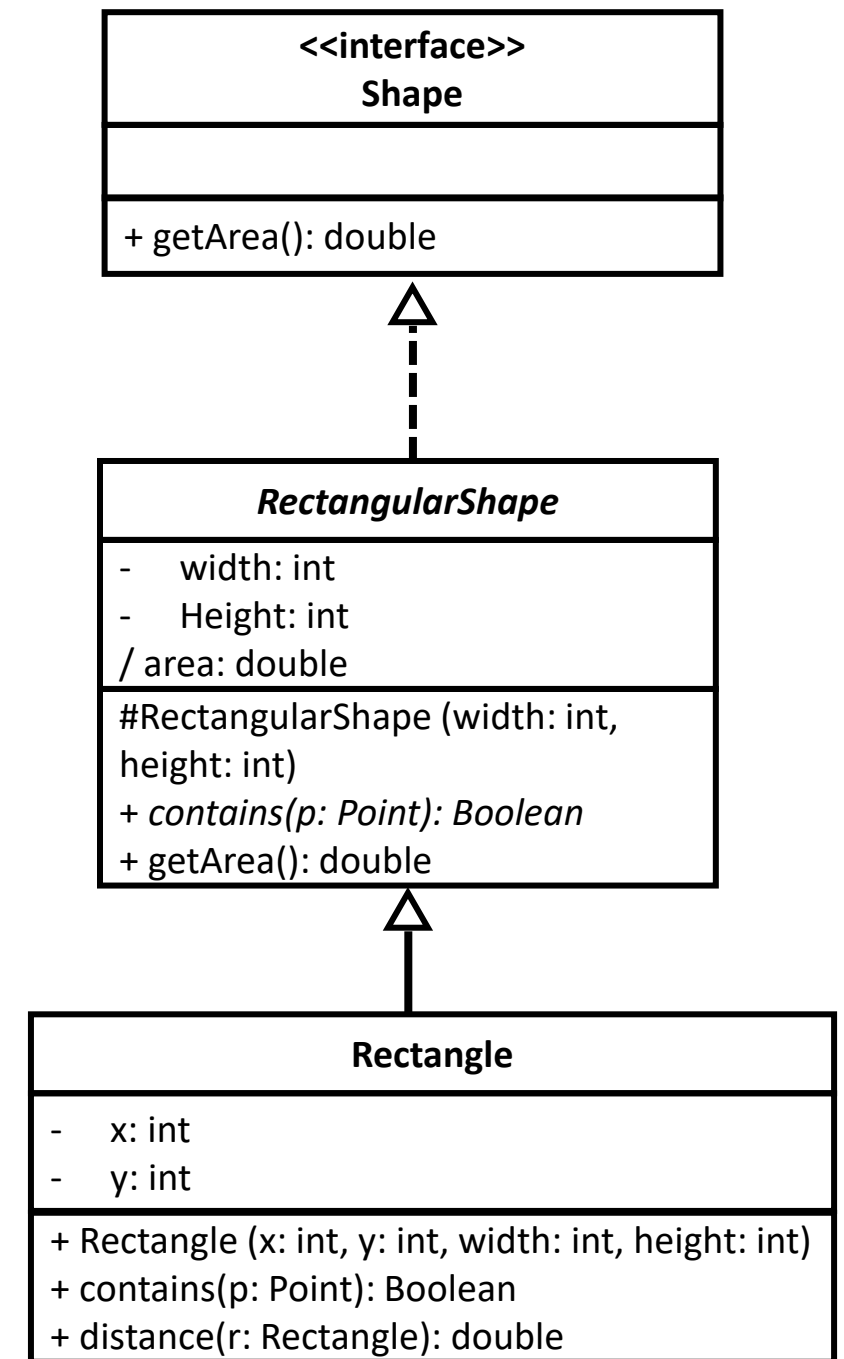 <<interface>>
Shape
+ getArea(): double
RectangularShape
- width: int
- Height: int
/ area: double
#RectangularShape (width: int,
height: int)
+ contains(p: Point): Boolean
+ getArea(): double
Rectangle
- x: int
- y: int
+ Rectangle (x: int, y: int, width: int, height: int)
+ contains(p: Point): Boolean
+ distance(r: Rectangle): double